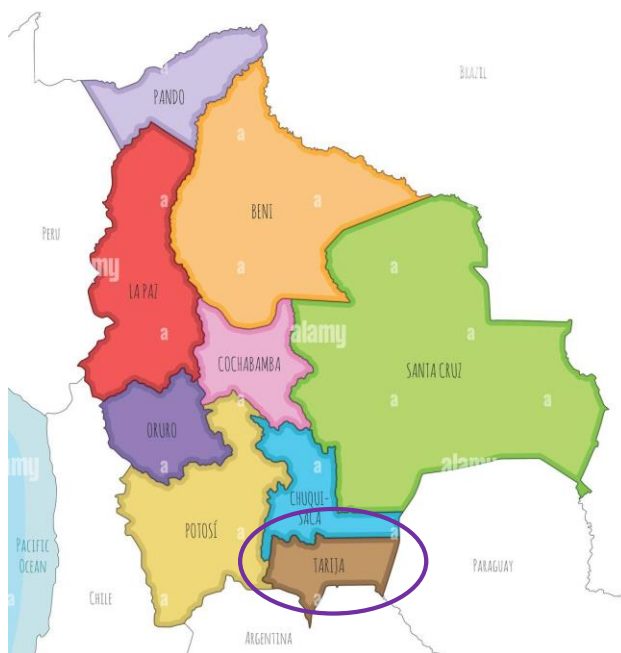 BRAZIL
PANDO
BENI
PERU
LA PAZ
alamy
COCHABAMBA
SANTA CRUZ
ORURO
CHUQUI-
SACA
POTOSÍ
TARIJA
PACIFIC
OCEAN
CHILE
PARAGUAY
ARGENTINA